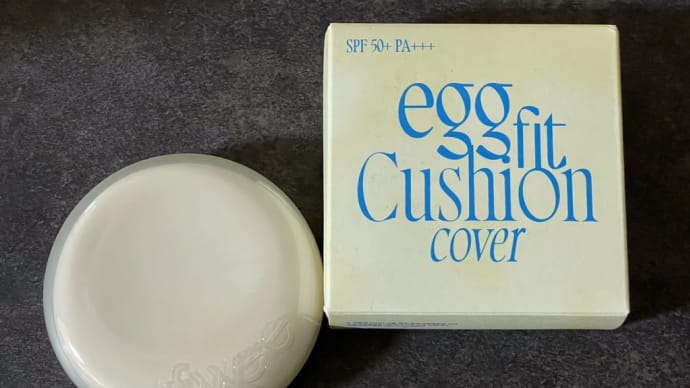 SPF 50+ PA+++
egg
fit
Cushion
cover